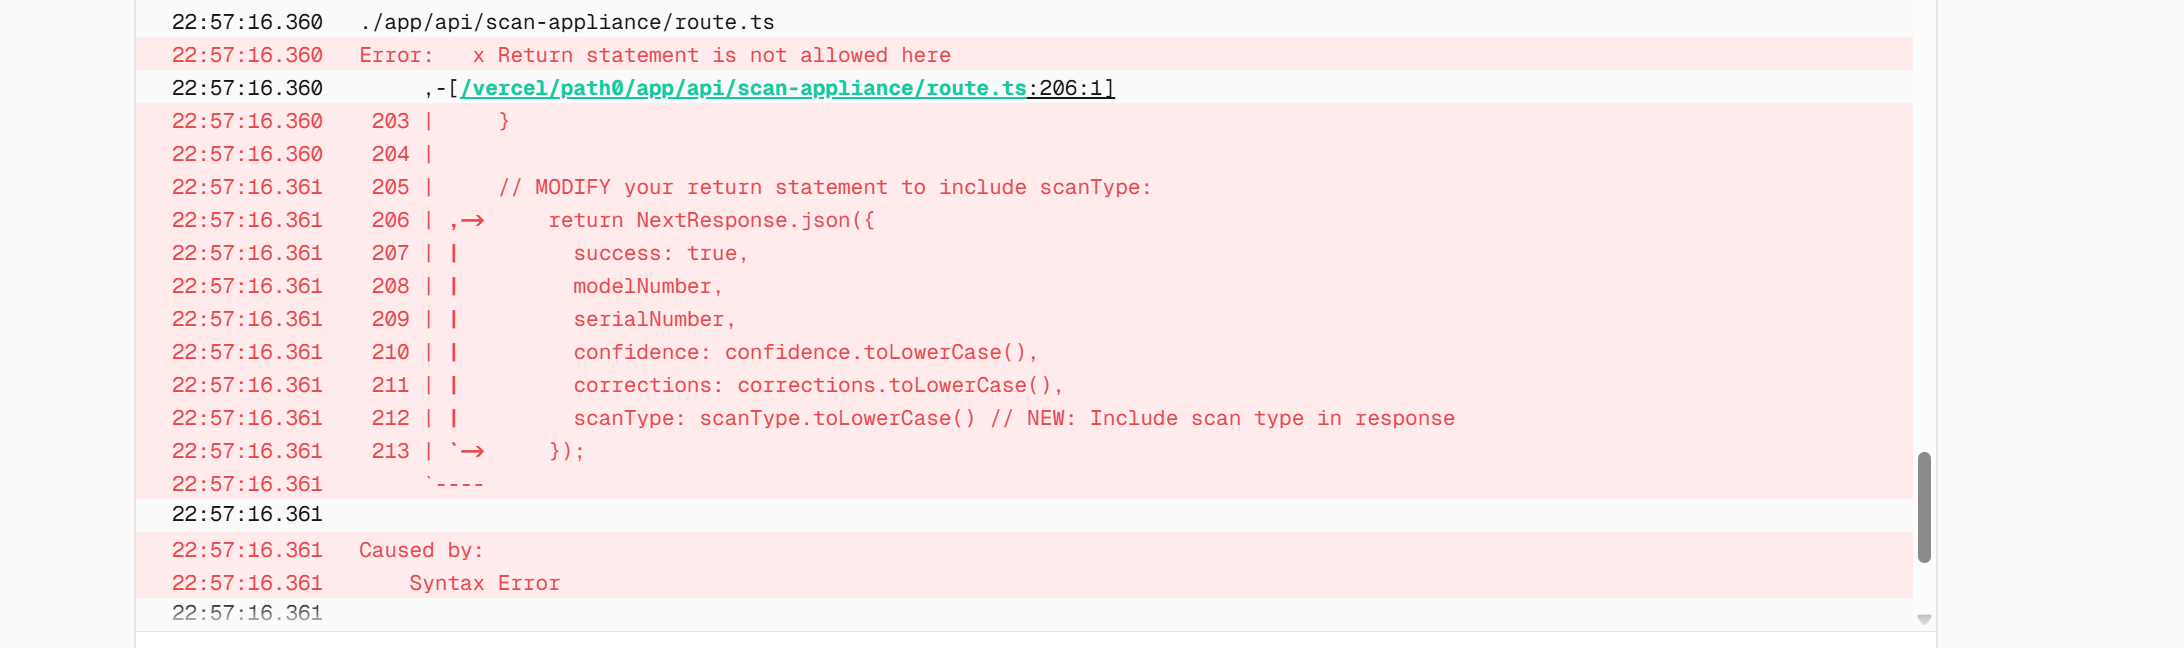 22:57:16.360 ./app/api/scan-appliance/route.ts
22:57:16.360 Error:   x Return statement is not allowed here
22:57:16.360 ,-[/vercel/path0/app/api/scan-appliance/route.ts:206:1]
22:57:16.360 203 | }
22:57:16.360 204 |
22:57:16.361 205 | // MODIFY your return statement to include scanType:
22:57:16.361 206 | ,-> return NextResponse.json({
22:57:16.361 207 | | success: true,
22:57:16.361 208 | | modelNumber,
22:57:16.361 209 | | serialNumber,
22:57:16.361 210 | | confidence: confidence.toLowerCase(),
22:57:16.361 211 | | corrections: corrections.toLowerCase(),
22:57:16.361 212 | | scanType: scanType.toLowerCase() // NEW: Include scan type in response
22:57:16.361 213 | `-> });
22:57:16.361 `----
22:57:16.361
22:57:16.361 Caused by:
22:57:16.361 Syntax Error
22:57:16.361